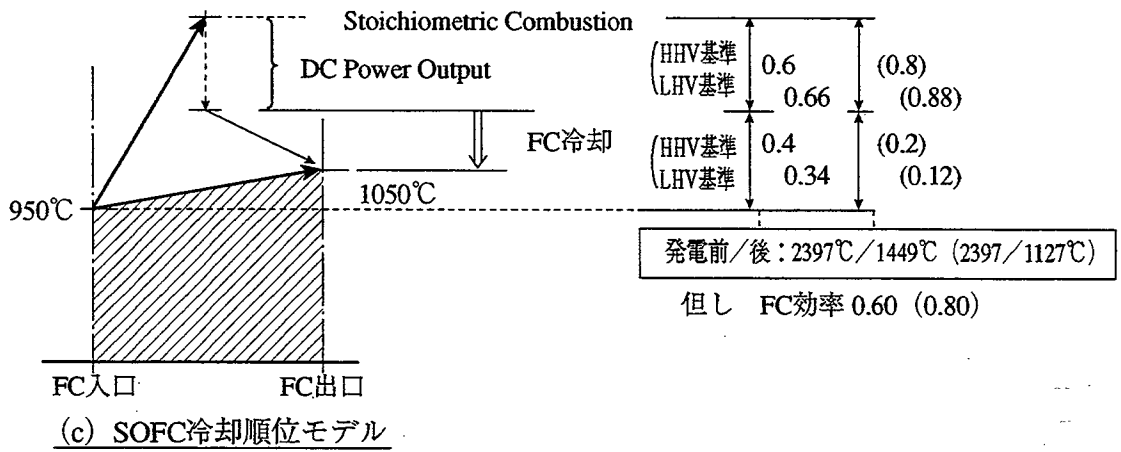 Stoichiometric Combustion
DC Power Output
FC冷却
950℃
1050℃
FC入口
FC出口
(HHV基準 0.6 (0.8)
(LHV基準 0.66 (0.88)
(HHV基準 0.4 (0.2)
(LHV基準 0.34 (0.12)
発電前/後:2397℃/1449℃(2397/1127℃)
但し FC効率 0.60(0.80)
(c) SOFC冷却順位モデル